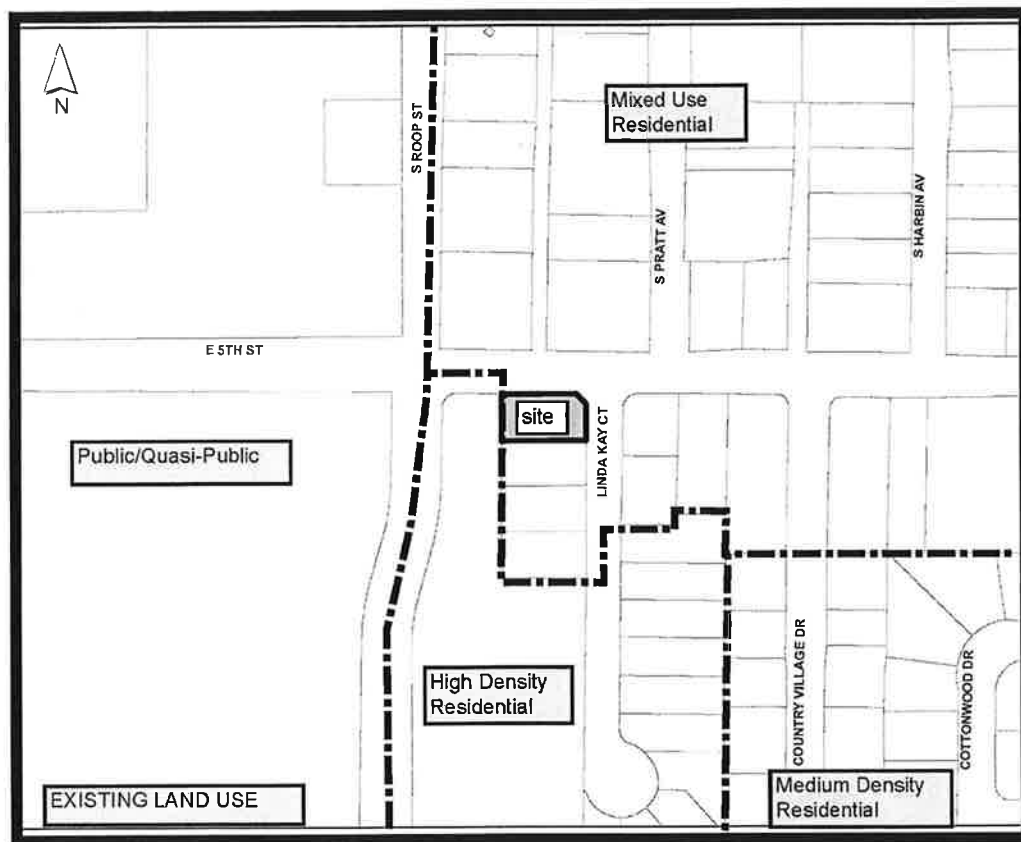 N
S ROOP ST
Mixed Use
Residential
S PRATT AV
S HARBIN AV
E 5TH ST
site
LINDA KAY CT
Public/Quasi-Public
High Density
Residential
COUNTRY VILLAGE DR
COTTONWOOD DR
Medium Density
Residential
EXISTING LAND USE